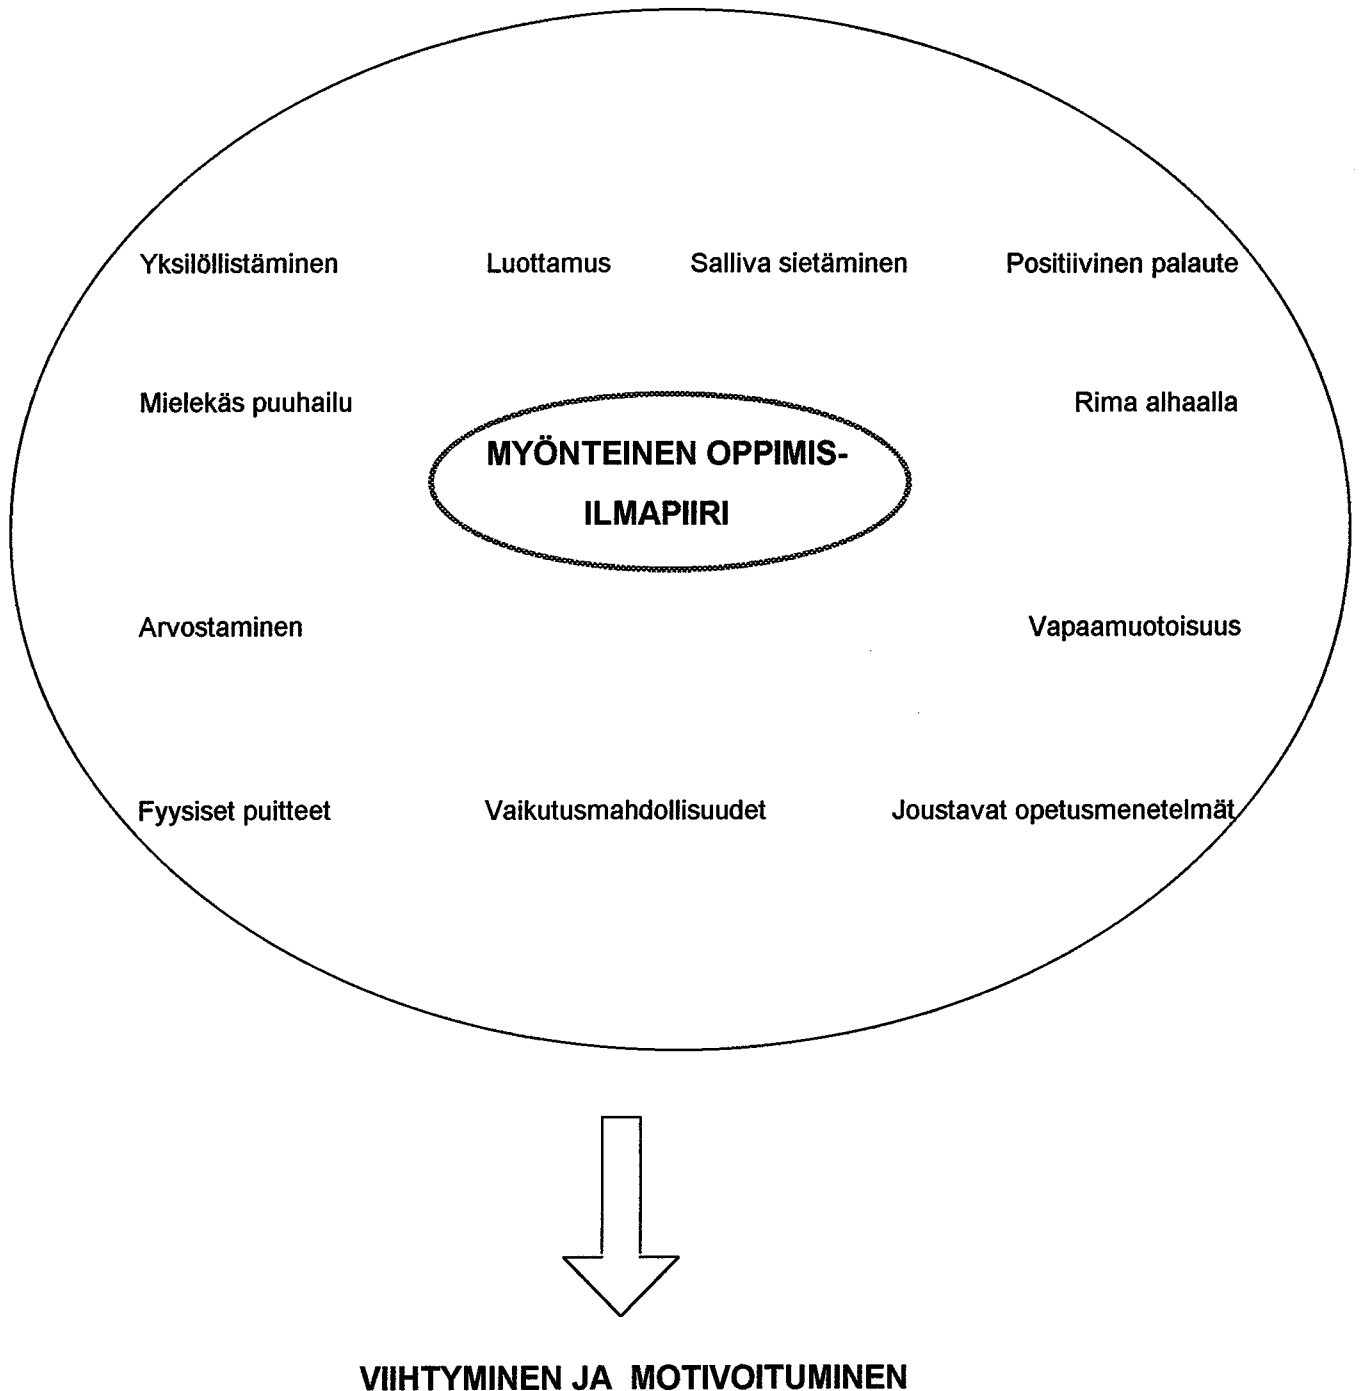 Yksilöllistäminen Luottamus Salliva sietäminen Positiivinen palaute
Mielekäs puuhailu Rima alhaalla
MYÖNTEINEN OPPIMIS-
ILMAPIIRI
Arvostaminen Vapaamuotoisuus
Fyysiset puitteet Vaikutusmahdollisuudet Joustavat opetusmenetelmät
VIIHTYMINEN JA MOTIVOITUMINEN